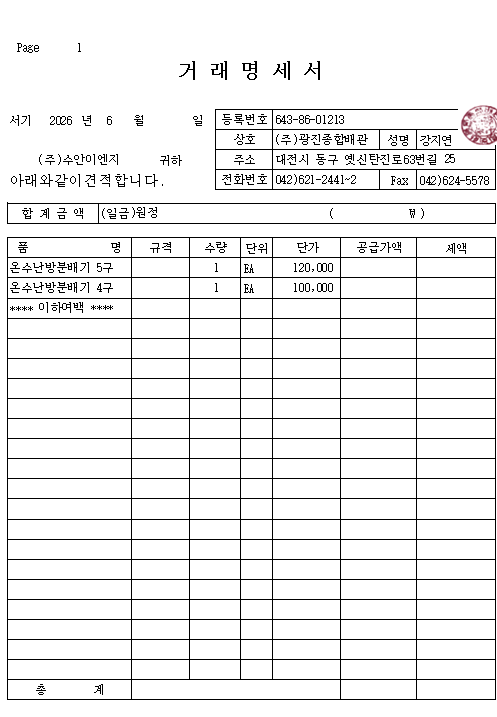 Page 1
거 래 명 세 서
서기 2026 년 6 월 일
등록번호 643-86-01213
상호 (주)광진종합배관 성명 강지연
(주)수안이엔지 귀하
주소 대전시 동구 옛신탄진로63번길 25
아래와같이견적합니다.
전화번호 042)621-2441~2 Fax 042)624-5578
합 계 금 액 (일금)원정 ( ₩)
품 명 규격 수량 단위 단가 공급가액 세액
온수난방분배기 5구 1 EA 120,000
온수난방분배기 4구 1 EA 100,000
**** 이하여백 ****
총 계